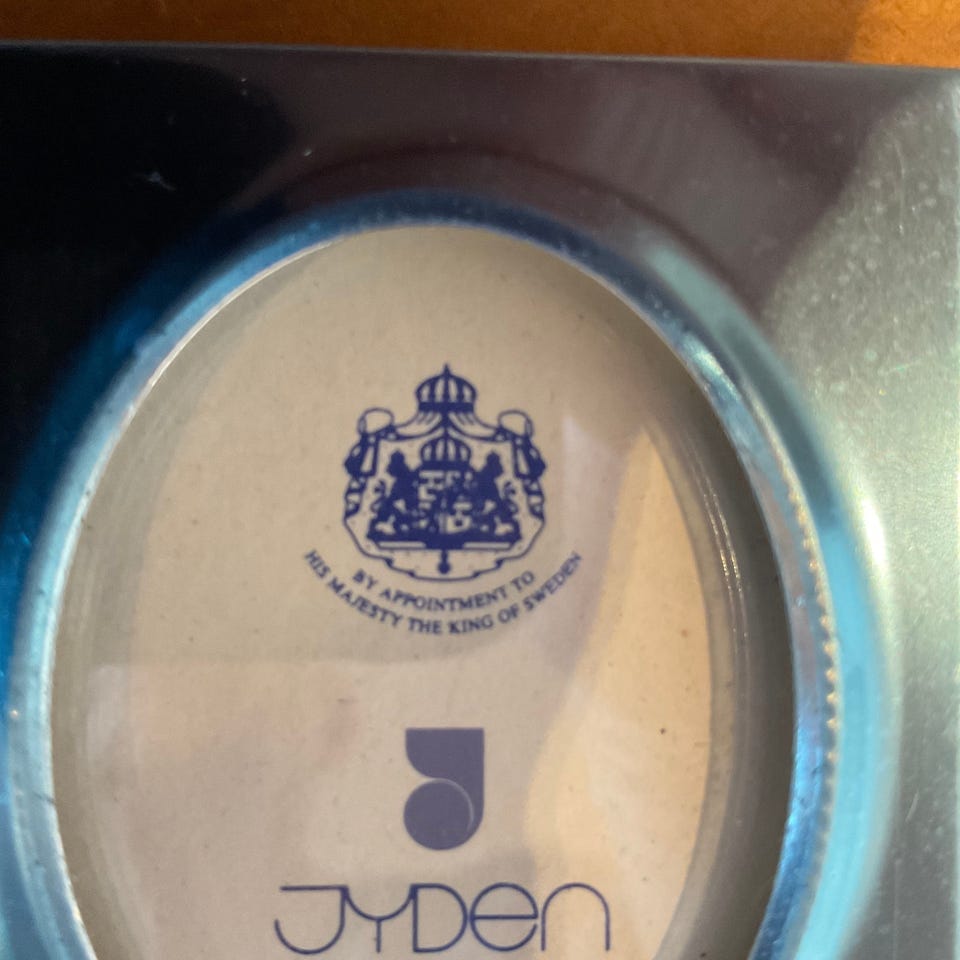 BY APPOINTMENT TO
HIS MAJESTY THE KING OF SWEDEN
JYDEN